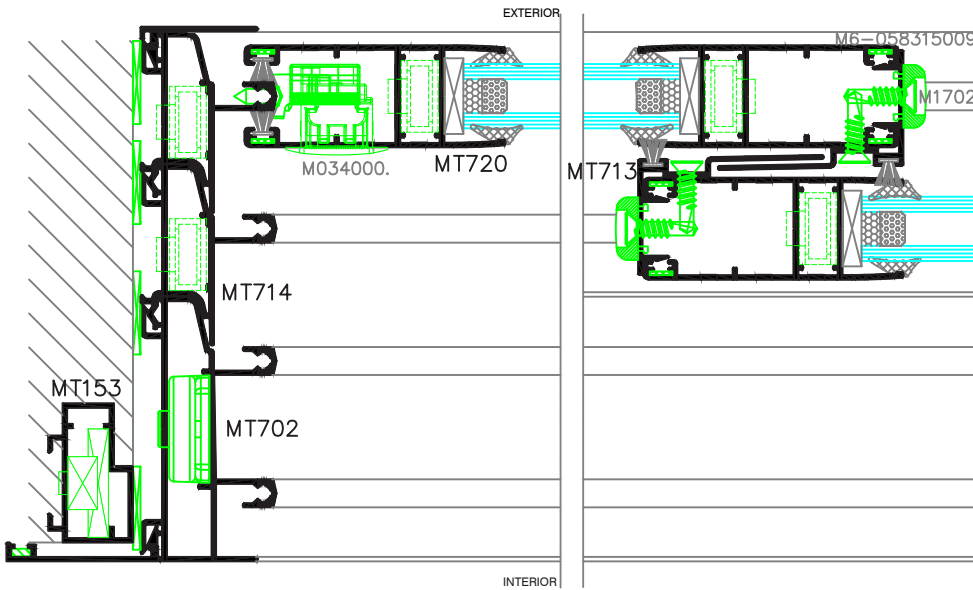 EXTERIOR
M6-058315009
M1702
M034000.
MT720
MT713
MT714
MT153
MT702
INTERIOR